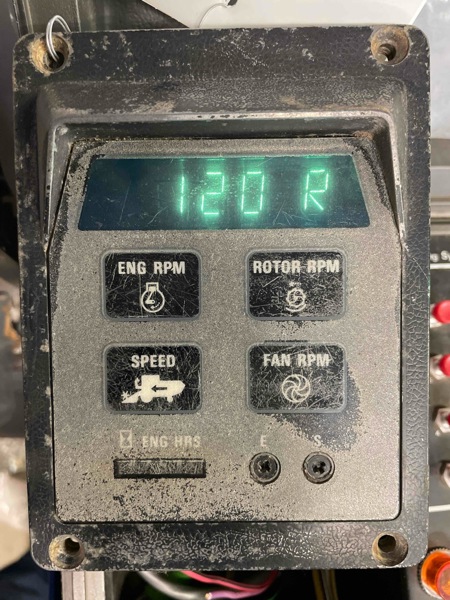 120 R
ENG RPM
ROTOR RPM
SPEED
FAN RPM
ENG HRS
E
S